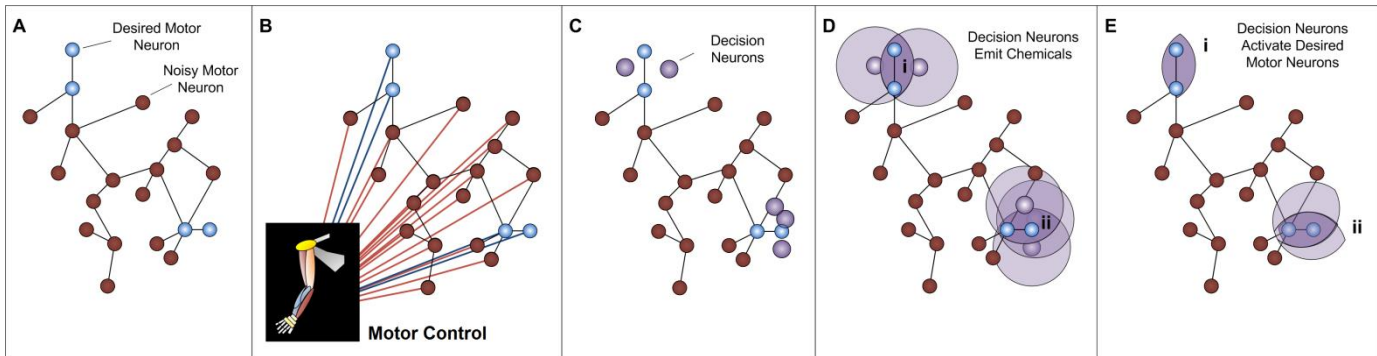 A
Desired Motor
Neuron
Noisy Motor
Neuron
B
Motor Control
C
Decision
Neurons
D
Decision Neurons
Emit Chemicals
i
ii
E
Decision Neurons
Activate Desired
Motor Neurons
i
ii